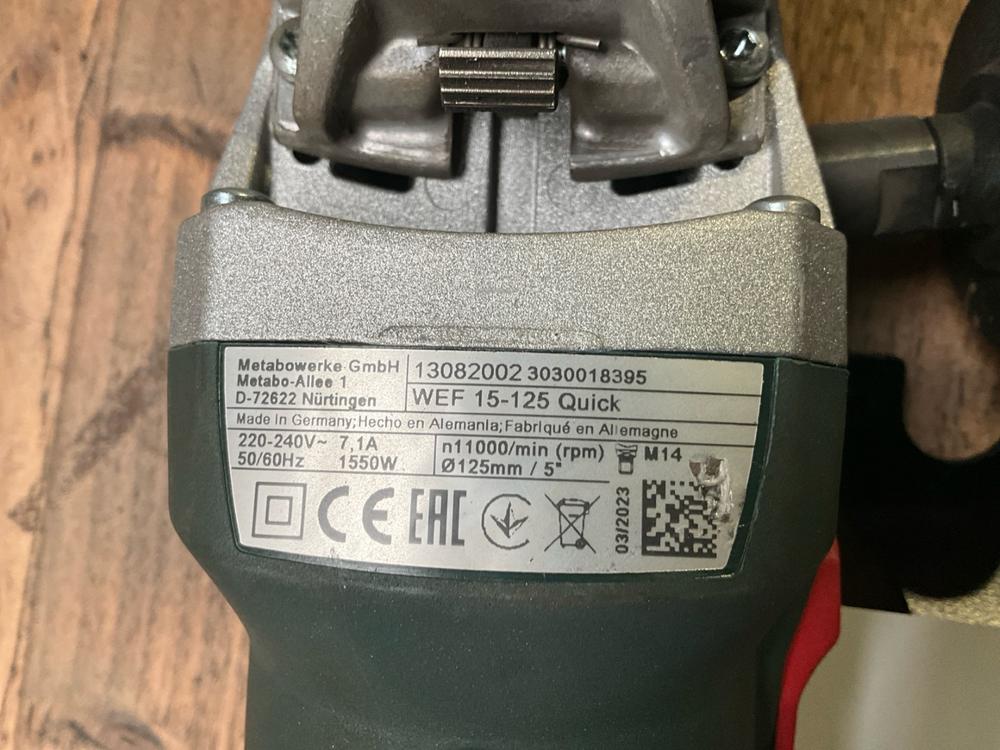 Metabowerke GmbH
Metabo-Allee 1
D-72622 Nürtingen
13082002 3030018395
WEF 15-125 Quick
Made in Germany;Hecho en Alemania;Fabriqué en Allemagne
220-240V~ 7,1A
50/60Hz 1550W
n11000/min (rpm)
Ø125mm / 5"
M14
CE EAC
03/2023